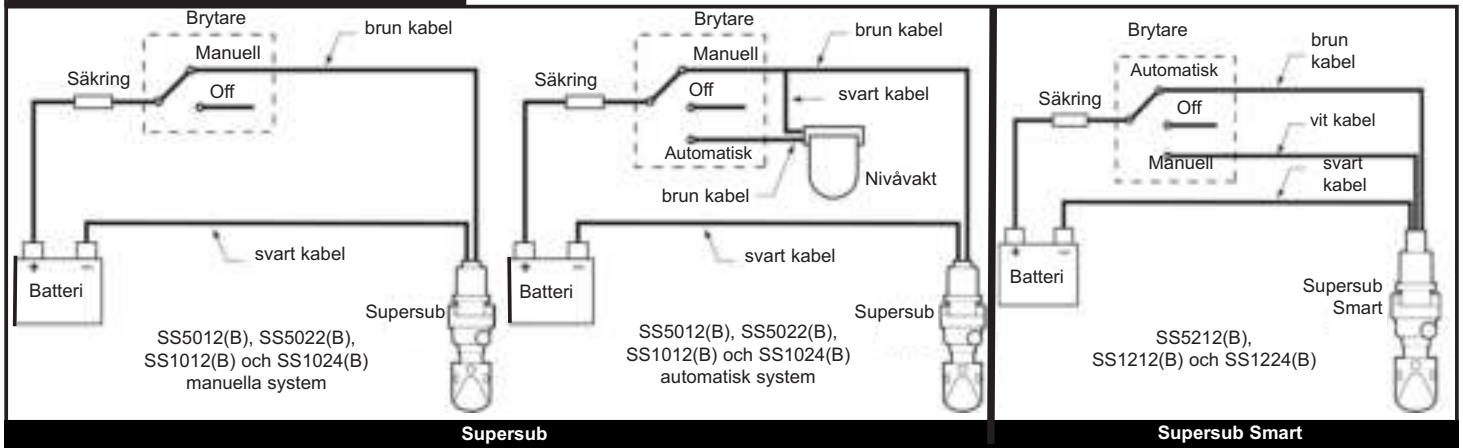 Brytare
brun kabel
Manuell
Säkring
Off
svart kabel
+ −
Batteri
Supersub
SS5012(B), SS5022(B),
SS1012(B) och SS1024(B)
manuella system
Brytare
brun kabel
Manuell
Säkring
Off
svart kabel
Automatisk
Nivåvakt
brun kabel
svart kabel
+ −
Batteri
Supersub
SS5012(B), SS5022(B),
SS1012(B) och SS1024(B)
automatisk system
Supersub
Brytare
brun
kabel
Automatisk
Säkring
Off
vit kabel
Manuell
svart
kabel
+ −
Batteri
Supersub
Smart
SS5212(B),
SS1212(B) och SS1224(B)
Supersub Smart